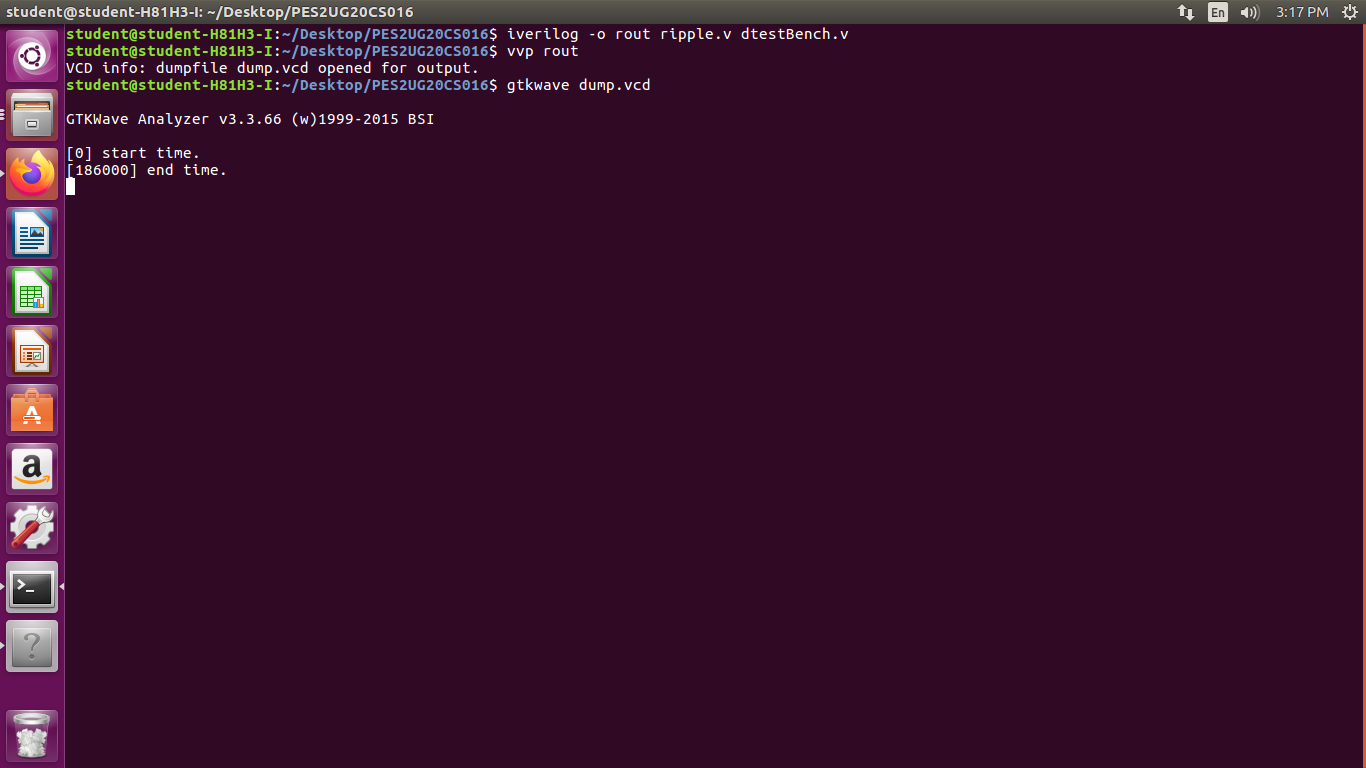 student@student-H81H3-I: ~/Desktop/PES2UG20CS016
En
3:17 PM
student@student-H81H3-I:~/Desktop/PES2UG20CS016$ iverilog -o rout ripple.v dtestBench.v
student@student-H81H3-I:~/Desktop/PES2UG20CS016$ vvp rout
VCD info: dumpfile dump.vcd opened for output.
student@student-H81H3-I:~/Desktop/PES2UG20CS016$ gtkwave dump.vcd
GTKWave Analyzer v3.3.66 (w)1999-2015 BSI
[0] start time.
[186000] end time.